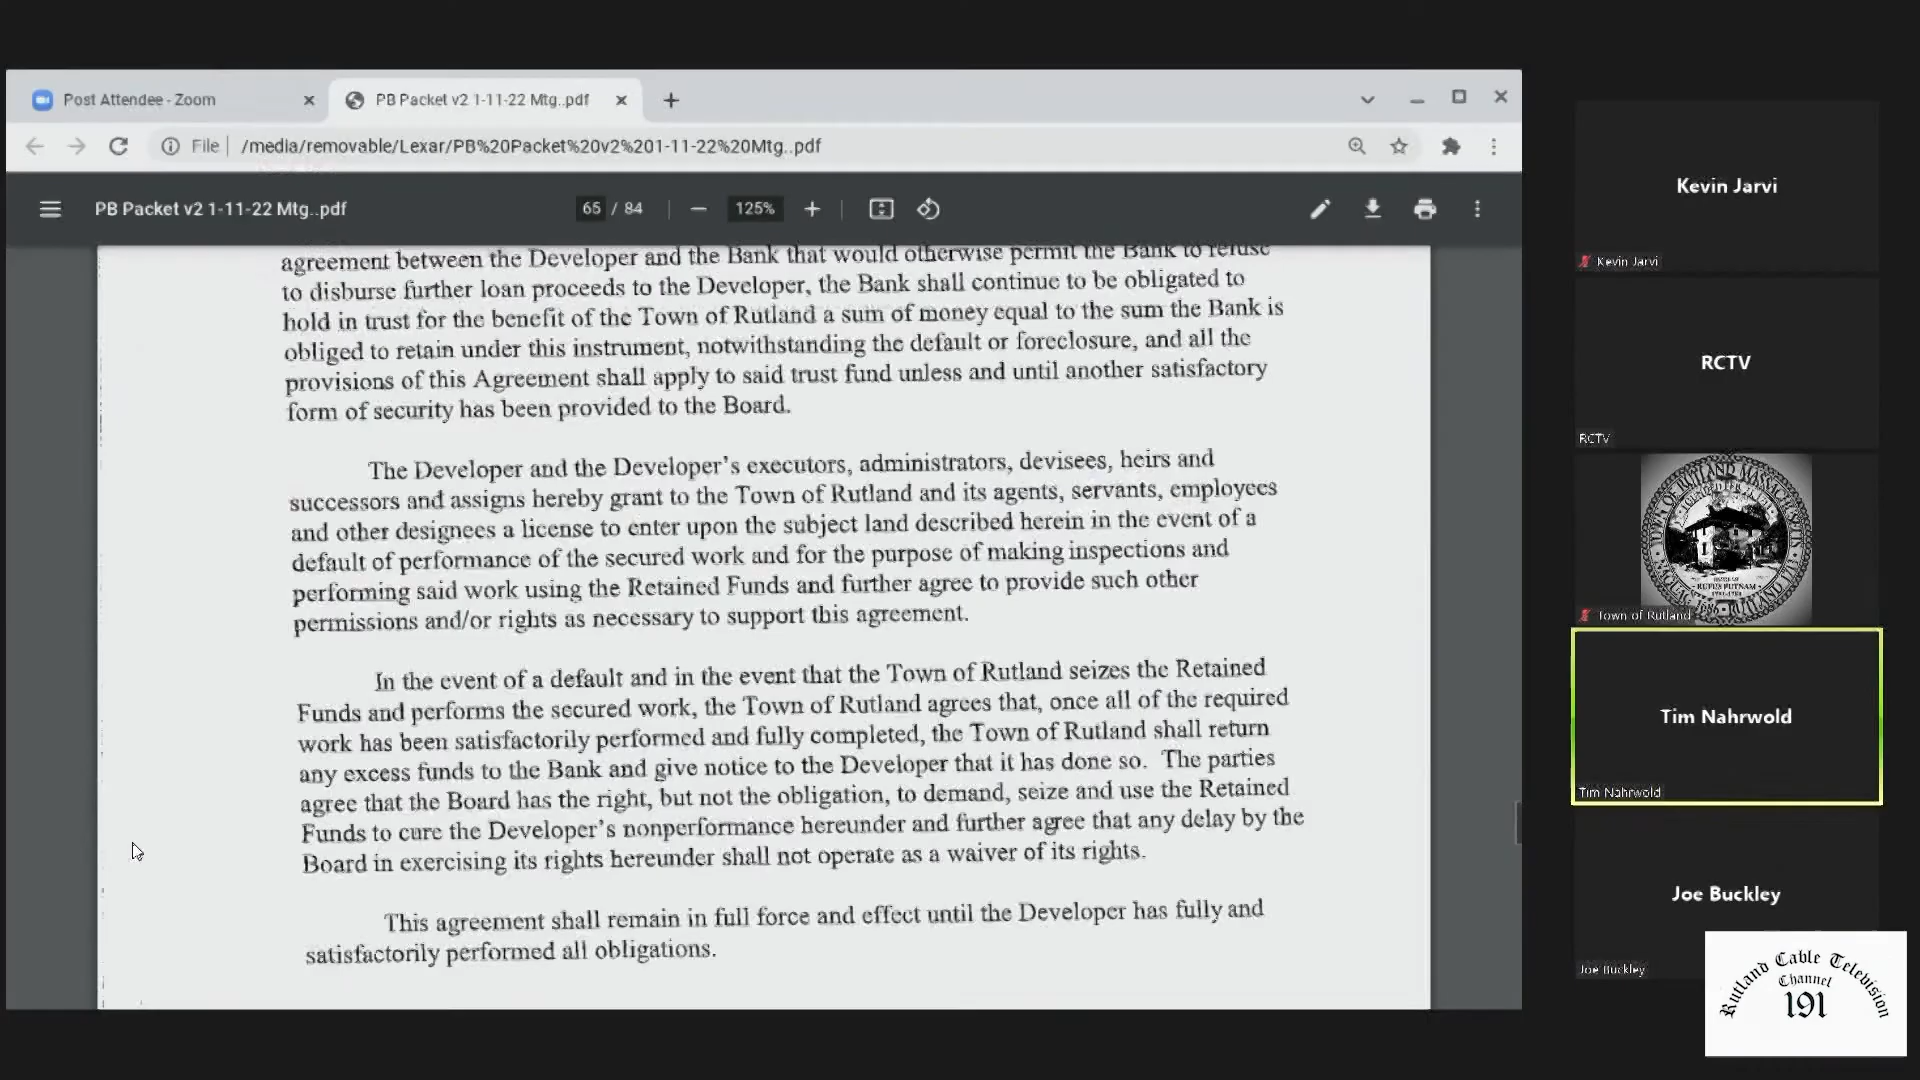 Post Attendee - Zoom
PB Packet v2 1-11-22 Mtg..pdf
File
/media/removable/Lexar/PB%20Packet%20v2%201-11-22%20Mtg..pdf
PB Packet v2 1-11-22 Mtg..pdf
65 / 84
125%
agreement between the Developer and the Bank that would otherwise permit the Bank to refuse
to disburse further loan proceeds to the Developer, the Bank shall continue to be obligated to
hold in trust for the benefit of the Town of Rutland a sum of money equal to the sum the Bank is
obliged to retain under this instrument, notwithstanding the default or foreclosure, and all the
provisions of this Agreement shall apply to said trust fund unless and until another satisfactory
form of security has been provided to the Board.
The Developer and the Developer's executors, administrators, devisees, heirs and
successors and assigns hereby grant to the Town of Rutland and its agents, servants, employees
and other designees a license to enter upon the subject land described herein in the event of a
default of performance of the secured work and for the purpose of making inspections and
performing said work using the Retained Funds and further agree to provide such other
permissions and/or rights as necessary to support this agreement.
In the event of a default and in the event that the Town of Rutland seizes the Retained
Funds and performs the secured work, the Town of Rutland agrees that, once all of the required
work has been satisfactorily performed and fully completed, the Town of Rutland shall return
any excess funds to the Bank and give notice to the Developer that it has done so. The parties
agree that the Board has the right, but not the obligation, to demand, seize and use the Retained
Funds to cure the Developer's nonperformance hereunder and further agree that any delay by the
Board in exercising its rights hereunder shall not operate as a waiver of its rights.
This agreement shall remain in full force and effect until the Developer has fully and
satisfactorily performed all obligations.
Kevin Jarvi
Kevin Jarvi
RCTV
RCTV
RUFUS PUTNAM
Town of Rutland
Tim Nahrwold
Tim Nahrwold
Joe Buckley
Joe Buckley
Rutland Cable Television
Channel
191